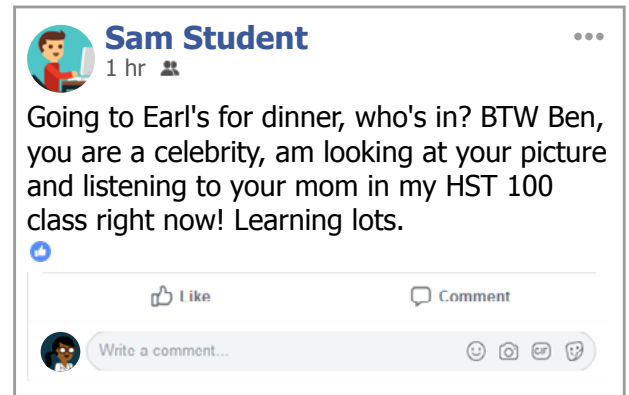 Sam Student
1 hr
Going to Earl's for dinner, who's in? BTW Ben,
you are a celebrity, am looking at your picture
and listening to your mom in my HST 100
class right now! Learning lots.
Like Comment
Write a comment... GIF